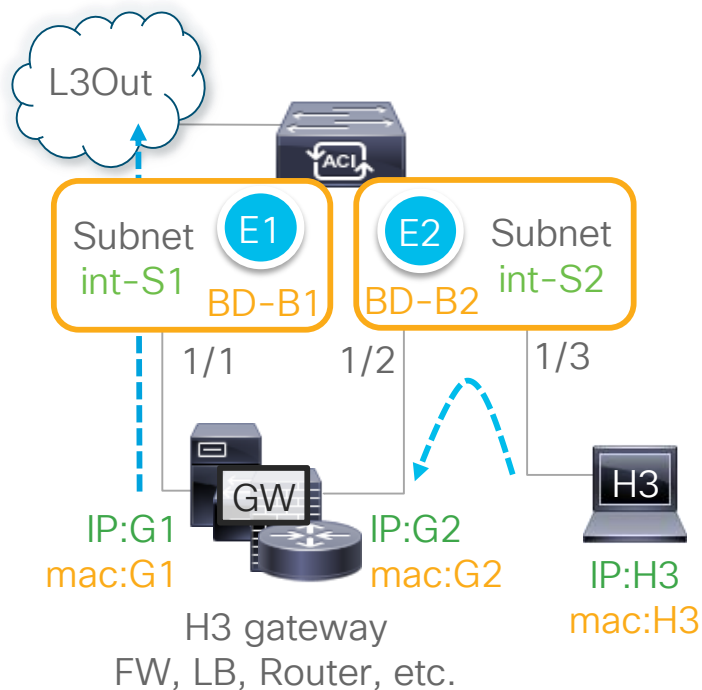 L3Out
ACI
Subnet
int-S1
E1
BD-B1
E2
BD-B2
Subnet
int-S2
1/1
1/2
1/3
GW
H3
IP:G1
mac:G1
IP:G2
mac:G2
IP:H3
mac:H3
H3 gateway
FW, LB, Router, etc.